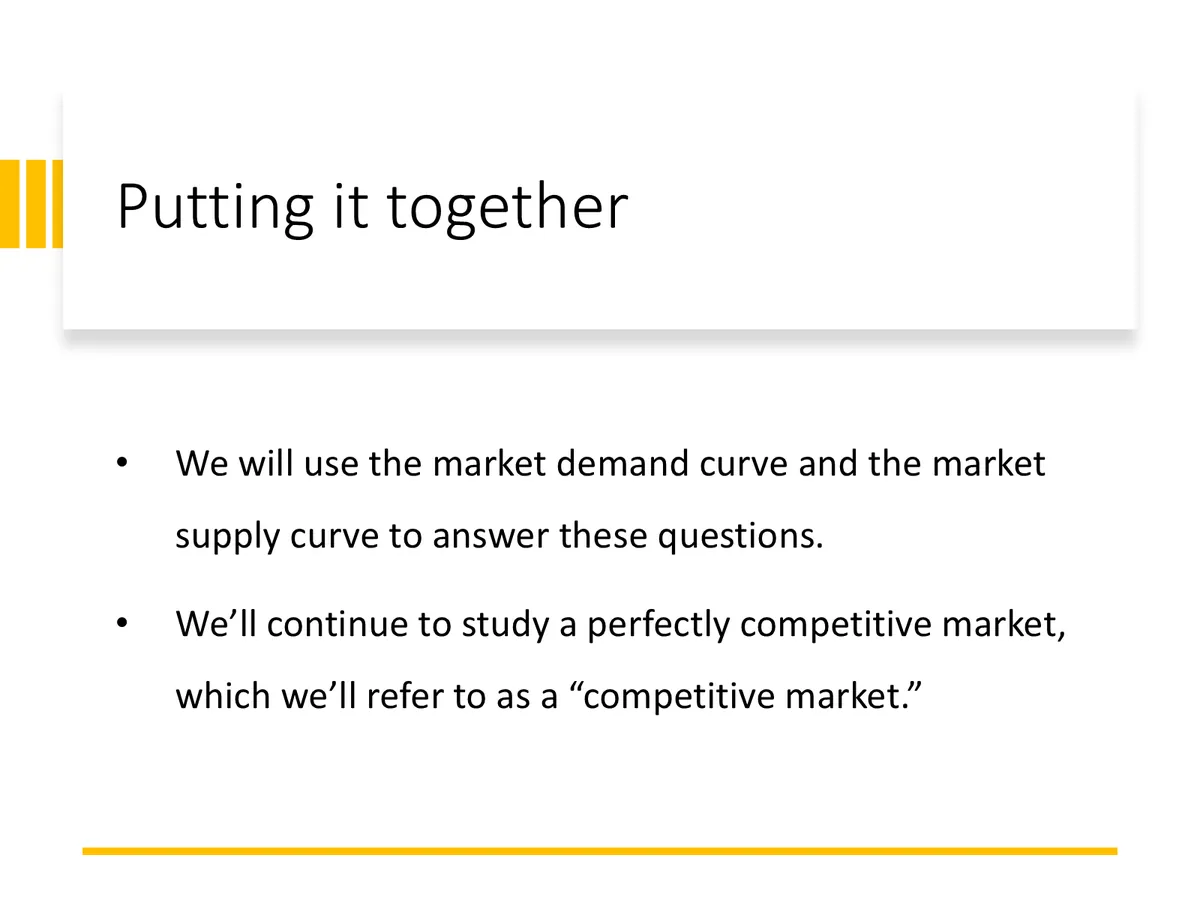 Putting it together
• We will use the market demand curve and the market
supply curve to answer these questions.
• We’ll continue to study a perfectly competitive market,
which we’ll refer to as a “competitive market.”